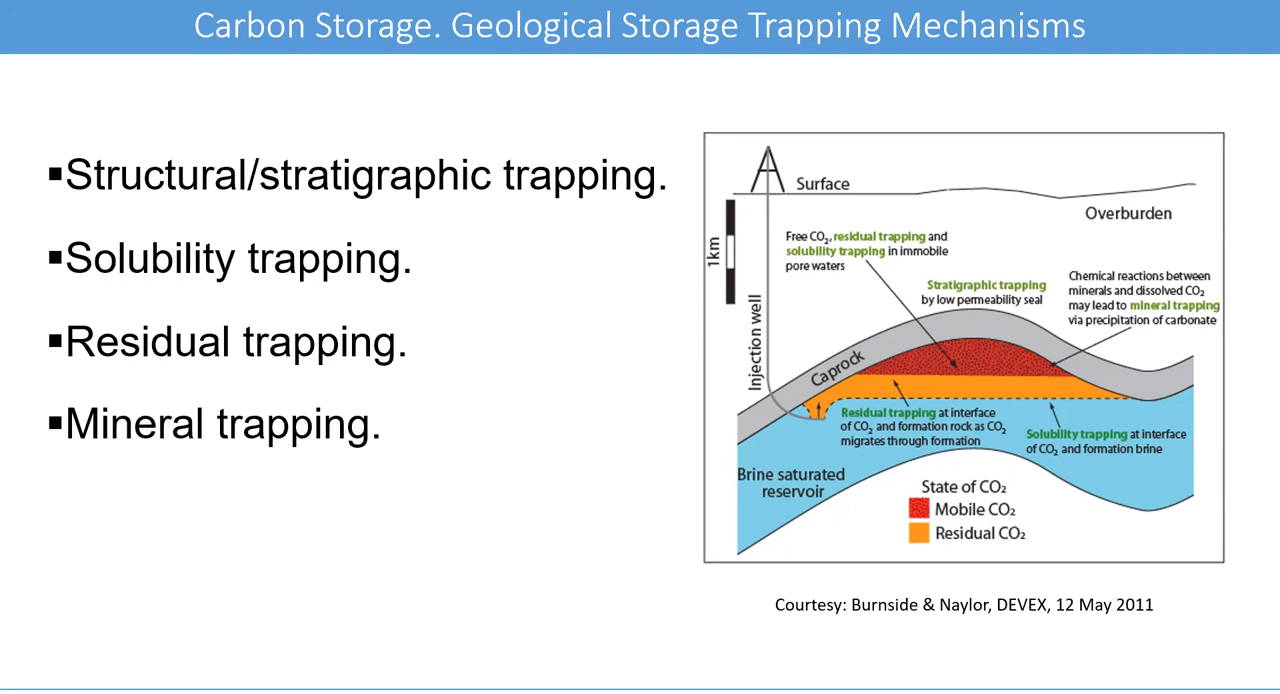 Carbon Storage. Geological Storage Trapping Mechanisms
▪Structural/stratigraphic trapping.
▪Solubility trapping.
▪Residual trapping.
▪Mineral trapping.
Surface
Overburden
1km
Free CO₂, residual trapping and
solubility trapping in immobile
pore waters
Stratigraphic trapping
by low permeability seal
Chemical reactions between
minerals and dissolved CO₂
may lead to mineral trapping
via precipitation of carbonate
Injection well
Caprock
Residual trapping at interface
of CO₂ and formation rock as CO₂
migrates through formation
Solubility trapping at interface
of CO₂ and formation brine
Brine saturated
reservoir
State of CO₂
Mobile CO₂
Residual CO₂
Courtesy: Burnside & Naylor, DEVEX, 12 May 2011